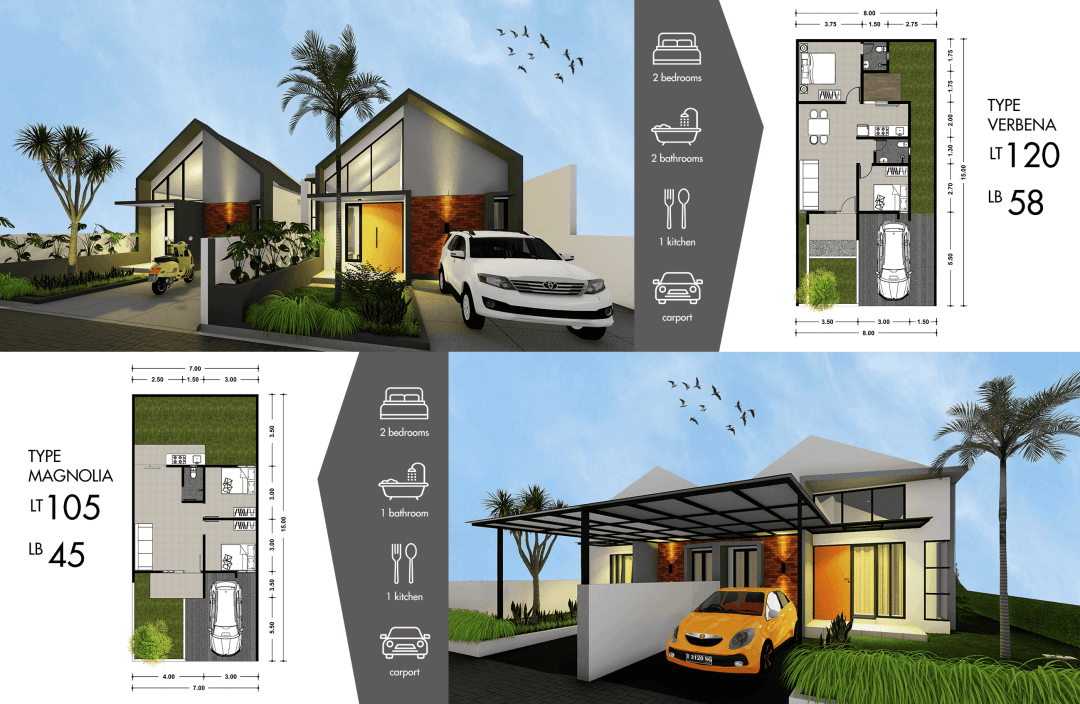 2 bedrooms
2 bathrooms
1 kitchen
carport
8.00
3.75 1.50 2.75
1.75
1.75
2.00
1.30
2.70
5.50
15.00
3.50 3.00 1.50
8.00
TYPE
VERBENA
LT 120
LB 58
TYPE
MAGNOLIA
LT 105
LB 45
7.00
2.50 1.50 3.00
3.50
3.00
3.00
3.50
5.50
15.00
4.00 3.00
7.00
2 bedrooms
1 bathroom
1 kitchen
carport
B 3120 NG